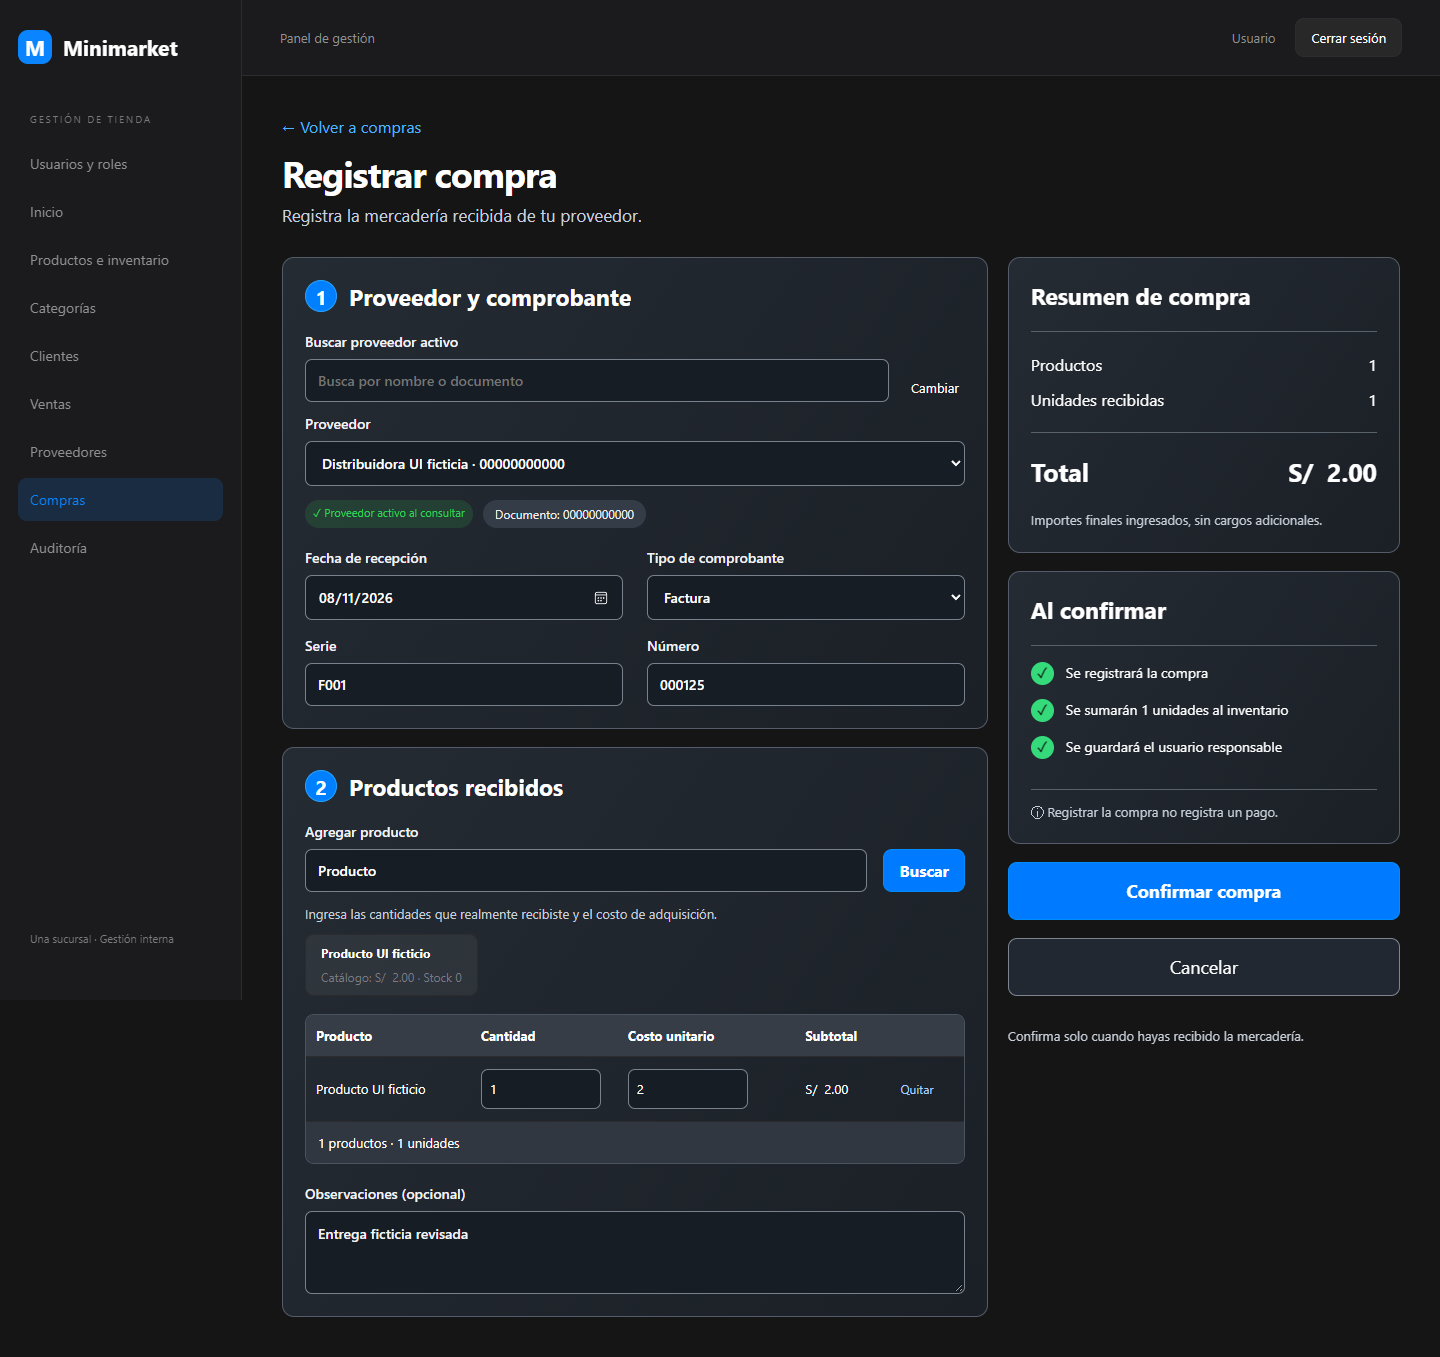 M Minimarket
GESTIÓN DE TIENDA
Usuarios y roles
Inicio
Productos e inventario
Categorías
Clientes
Ventas
Proveedores
Compras
Auditoría
Una sucursal · Gestión interna
Panel de gestión
Usuario
Cerrar sesión
← Volver a compras
Registrar compra
Registra la mercadería recibida de tu proveedor.
1 Proveedor y comprobante
Buscar proveedor activo
Busca por nombre o documento
Cambiar
Proveedor
Distribuidora UI ficticia · 00000000000
✓ Proveedor activo al consultar
Documento: 00000000000
Fecha de recepción
Tipo de comprobante
08/11/2026
Factura
Serie
Número
F001
000125
2 Productos recibidos
Agregar producto
Producto
Buscar
Ingresa las cantidades que realmente recibiste y el costo de adquisición.
Producto UI ficticio
Catálogo: S/ 2.00 · Stock 0
Producto Cantidad Costo unitario Subtotal
Producto UI ficticio 1 2 S/ 2.00 Quitar
1 productos · 1 unidades
Observaciones (opcional)
Entrega ficticia revisada
Resumen de compra
Productos 1
Unidades recibidas 1
Total S/ 2.00
Importes finales ingresados, sin cargos adicionales.
Al confirmar
✓ Se registrará la compra
✓ Se sumarán 1 unidades al inventario
✓ Se guardará el usuario responsable
ⓘ Registrar la compra no registra un pago.
Confirmar compra
Cancelar
Confirma solo cuando hayas recibido la mercadería.